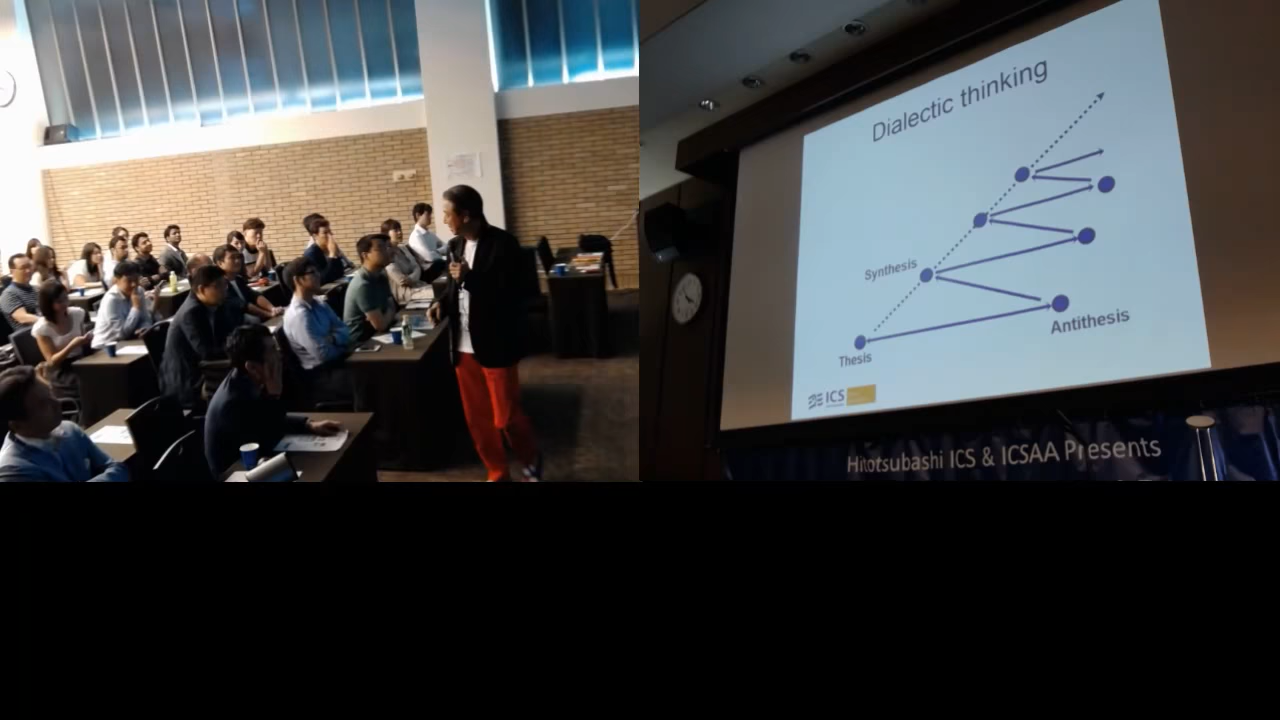 Dialectic thinking
Synthesis
Antithesis
Thesis
ICS
Hitotsubashi ICS & ICSAA Presents